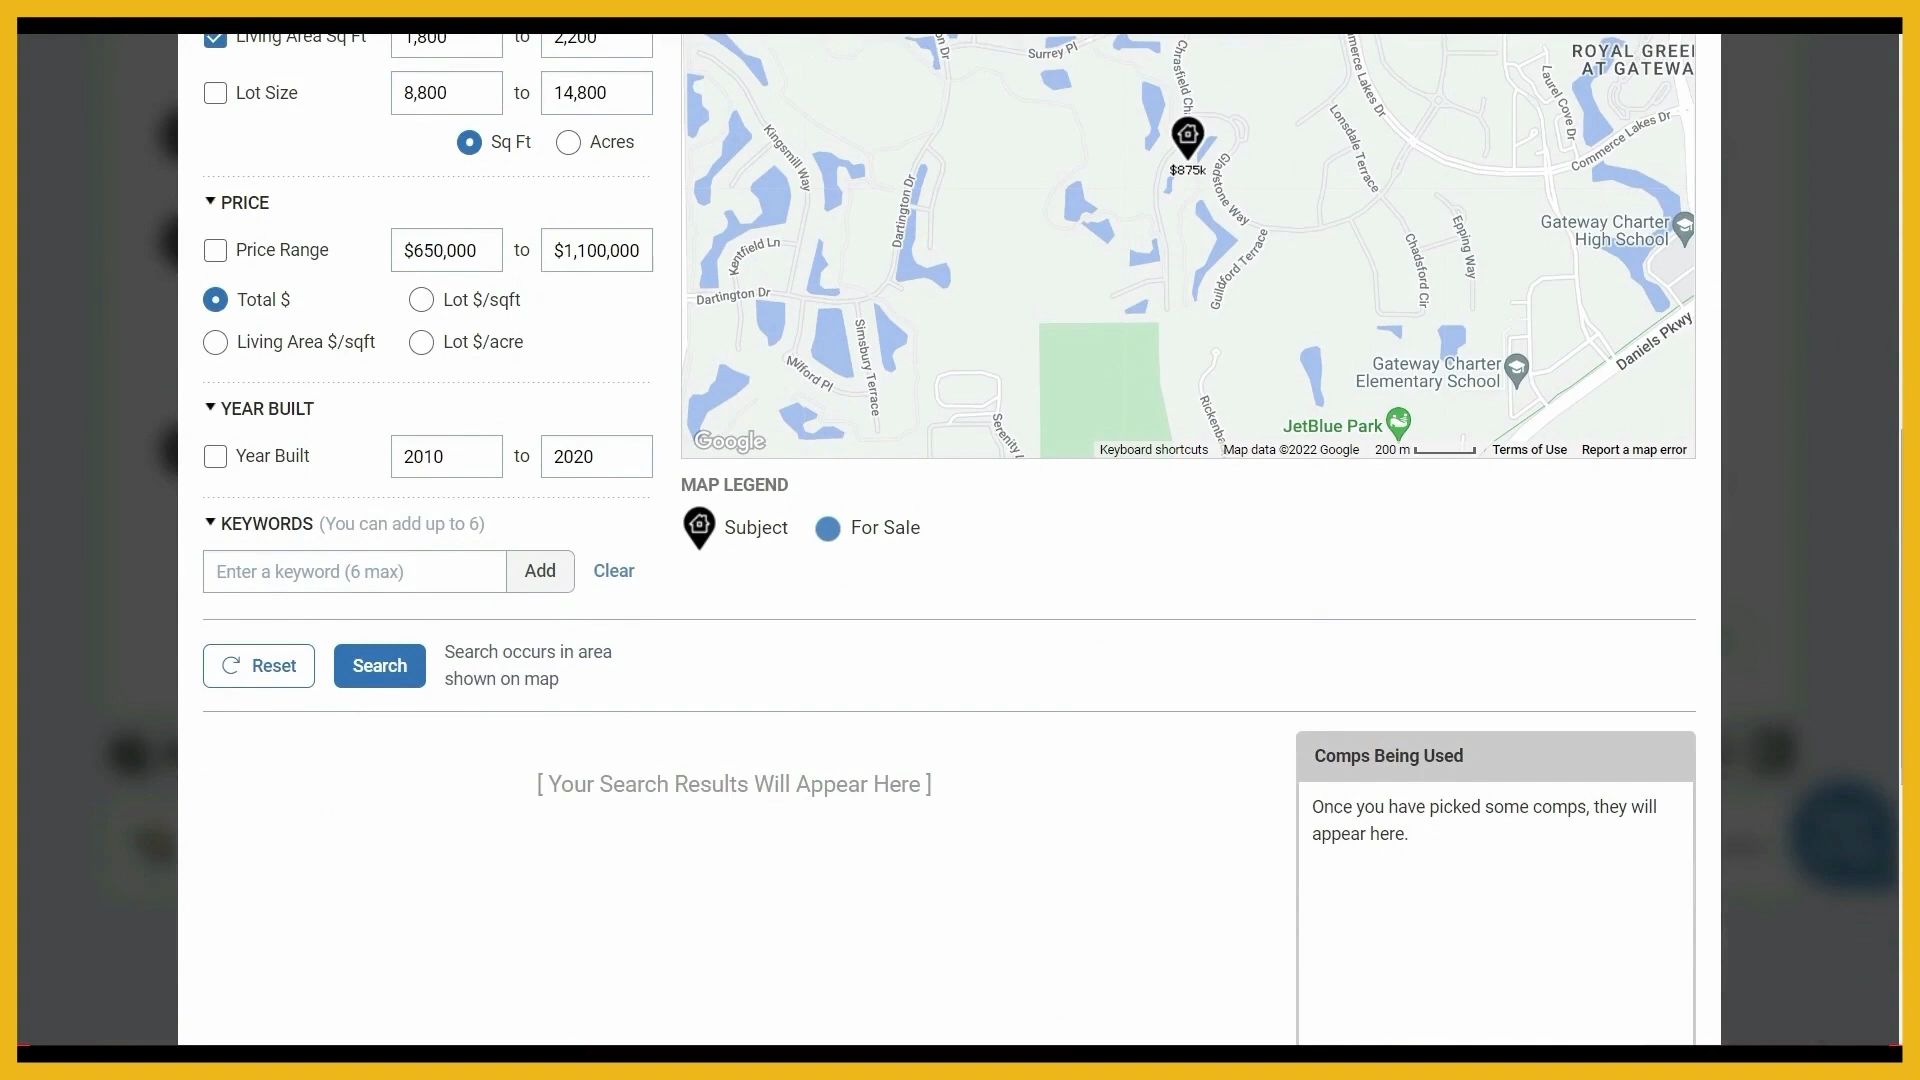 Living Area Sq Ft 1,800 to 2,200
Lot Size 8,800 to 14,800
Sq Ft Acres
PRICE
Price Range $650,000 to $1,100,000
Total $ Lot $/sqft
Living Area $/sqft Lot $/acre
YEAR BUILT
Year Built 2010 to 2020
KEYWORDS (You can add up to 6)
Enter a keyword (6 max) Add Clear
Surrey Pl
ROYAL GREE
AT GATEWA
Laurel Cove Dr
Commerce Lakes Dr
merce Lakes Dr
Lonsdale Terrace
Kingsmill Way
$875k
Gladstone Way
Dartington Dr
Gateway Charter
High School
Epping Way
Chadsford Cir
Guildford Terrace
Kentfield Ln
Dartington Dr
Simsbury Terrace
Milford Pl
Daniels Pkwy
Gateway Charter
Elementary School
JetBlue Park
Rickenba
Serenity L
Google
Keyboard shortcuts Map data ©2022 Google 200 m Terms of Use Report a map error
MAP LEGEND
Subject For Sale
Reset Search Search occurs in area
shown on map
[ Your Search Results Will Appear Here ]
Comps Being Used
Once you have picked some comps, they will
appear here.